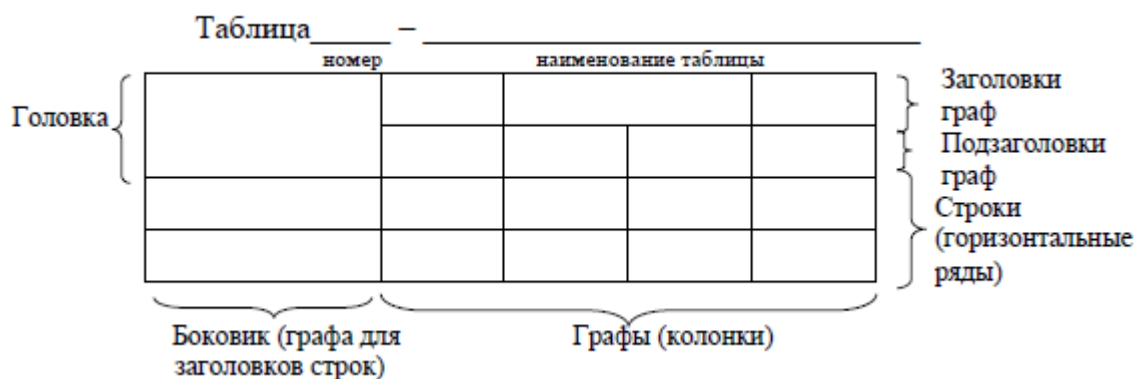 Таблица_____ – _______________________________
номер наименование таблицы
Головка
Заголовки
граф
Подзаголовки
граф
Строки
(горизонтальные
ряды)
Боковик (графа для
заголовков строк)
Графы (колонки)